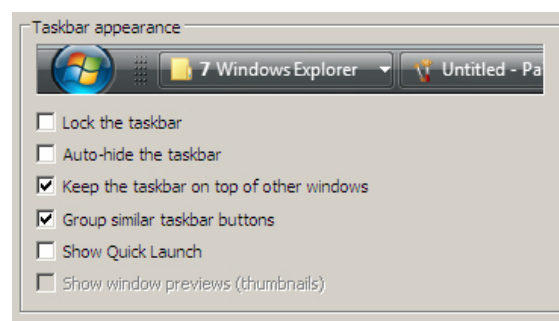 Taskbar appearance
7 Windows Explorer Untitled - Pa
Lock the taskbar
Auto-hide the taskbar
Keep the taskbar on top of other windows
Group similar taskbar buttons
Show Quick Launch
Show window previews (thumbnails)